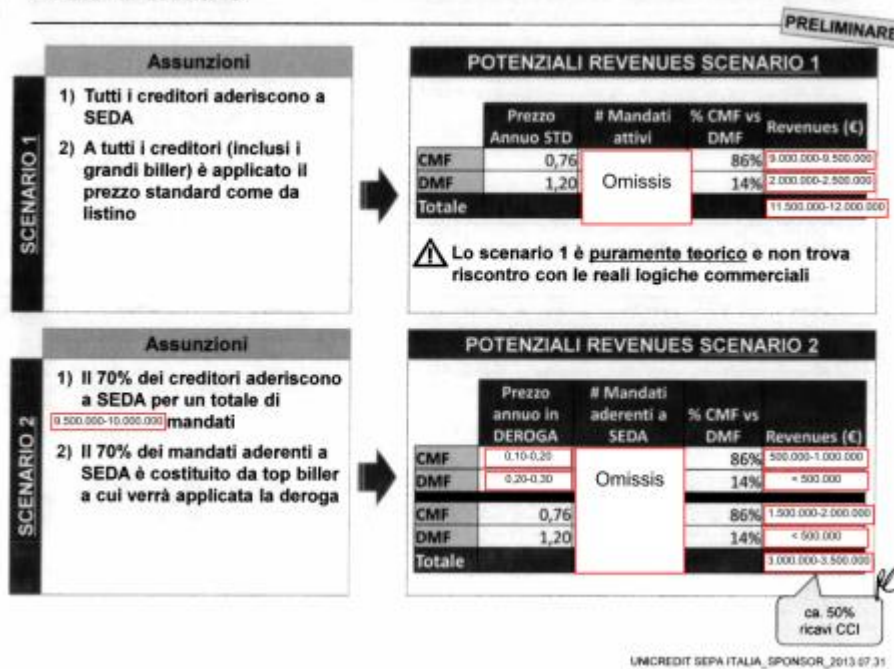 PRELIMINARE
SCENARIO 1
Assunzioni
1) Tutti i creditori aderiscono a
SEDA
2) A tutti i creditori (inclusi i
grandi biller) è applicato il
prezzo standard come da
listino
POTENZIALI REVENUES SCENARIO 1
Prezzo Annuo STD # Mandati attivi % CMF vs DMF Revenues (€)
CMF 0,76 86% 9.000.000-9.500.000
DMF 1,20 Omissis 14% 2.000.000-2.500.000
Totale 11.500.000-12.000.000
Lo scenario 1 è puramente teorico e non trova
riscontro con le reali logiche commerciali
SCENARIO 2
Assunzioni
1) Il 70% dei creditori aderiscono
a SEDA per un totale di
9.500.000-10.000.000 mandati
2) Il 70% dei mandati aderenti a
SEDA è costituito da top biller
a cui verrà applicata la deroga
POTENZIALI REVENUES SCENARIO 2
Prezzo annuo in DEROGA # Mandati aderenti a SEDA % CMF vs DMF Revenues (€)
CMF 0,10-0,20 86% 500.000-1.000.000
DMF 0,20-0,30 Omissis 14% < 500.000
CMF 0,76 86% 1.500.000-2.000.000
DMF 1,20 14% < 500.000
Totale 3.000.000-3.500.000
ca. 50%
ricavi CCI
UNICREDIT SEPA ITALIA_SPONSOR_2013 07 31